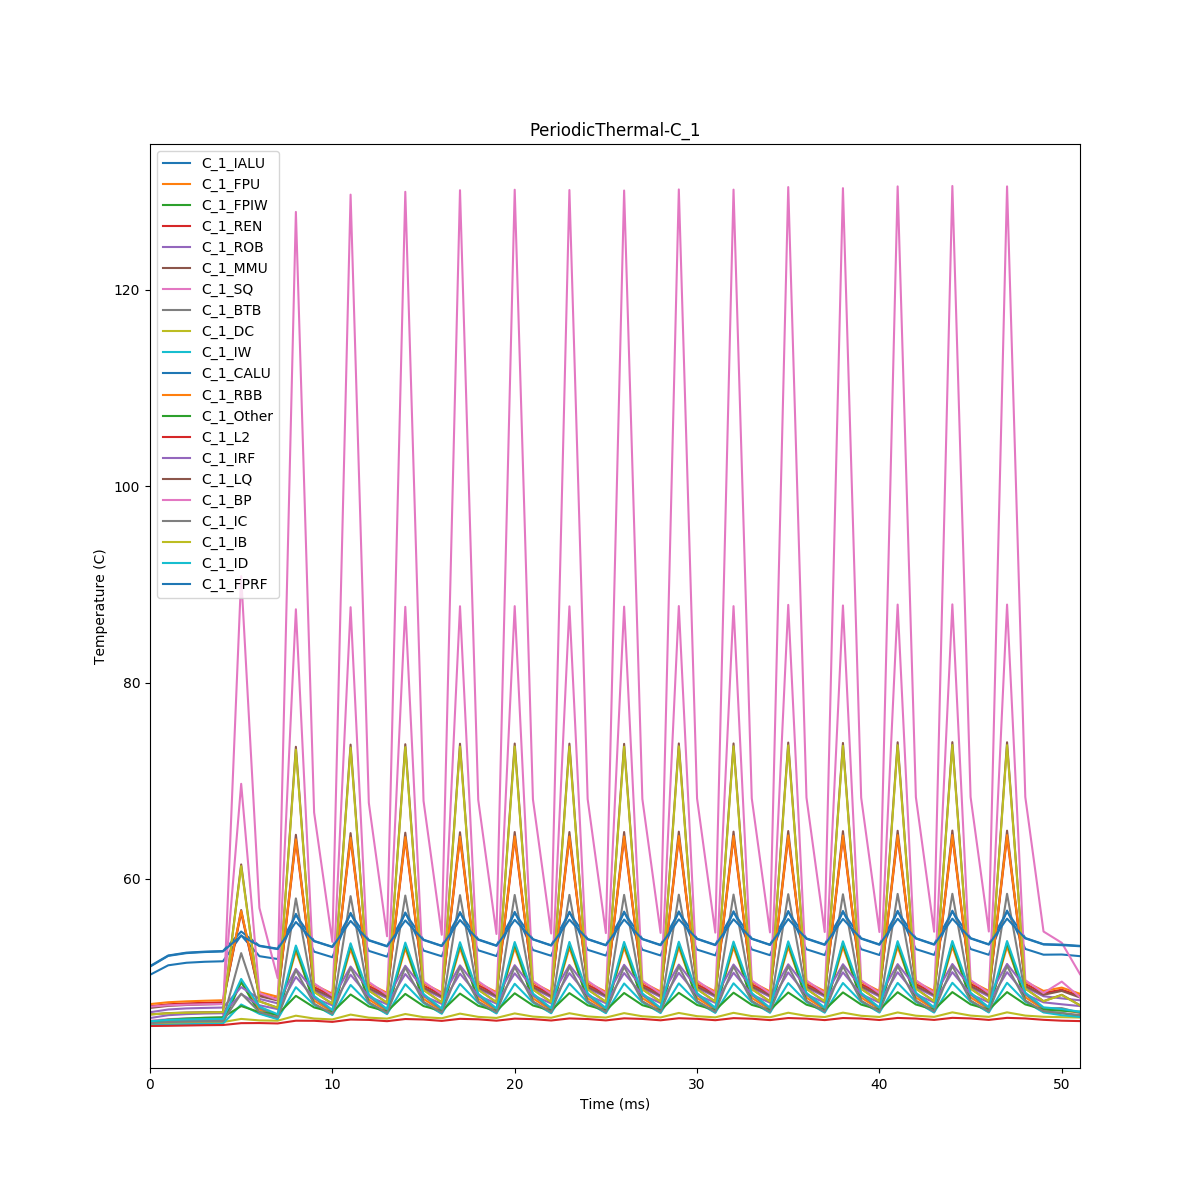 PeriodicThermal-C_1
C_1_IALU
C_1_FPU
C_1_FPIW
C_1_REN
C_1_ROB
C_1_MMU
C_1_SQ
C_1_BTB
C_1_DC
C_1_IW
C_1_CALU
C_1_RBB
C_1_Other
C_1_L2
C_1_IRF
C_1_LQ
C_1_BP
C_1_IC
C_1_IB
C_1_ID
C_1_FPRF
120
100
80
60
Temperature (C)
0 10 20 30 40 50
Time (ms)